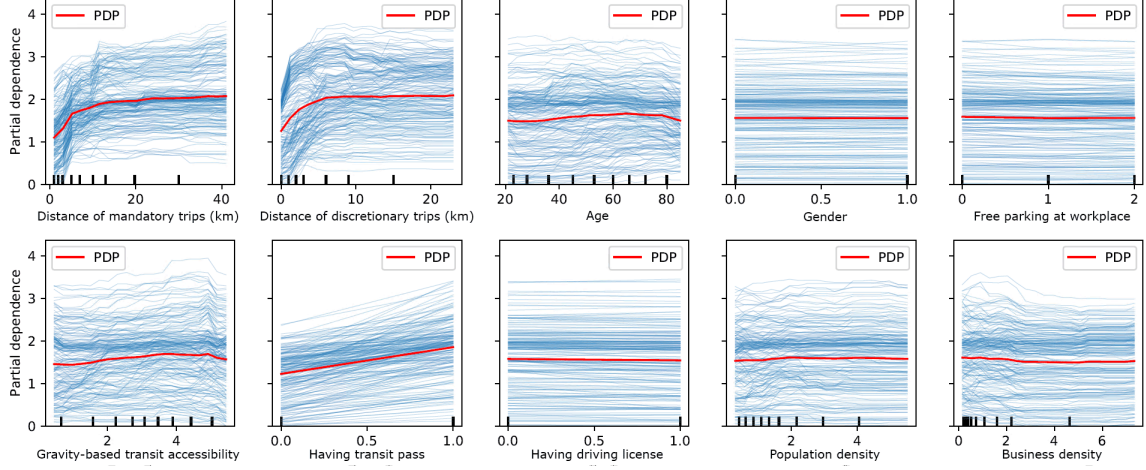 4 PDP PDP PDP PDP PDP
3
2
1
0
Partial dependence
0 20 40 0 10 20 20 40 60 80 0.0 0.5 1.0 0 1 2
Distance of mandatory trips (km) Distance of discretionary trips (km) Age Gender Free parking at workplace
4 PDP PDP PDP PDP PDP
3
2
1
0
Partial dependence
2 4 0.0 0.5 1.0 0.0 0.5 1.0 2 4 0 2 4 6
Gravity-based transit accessibility Having transit pass Having driving license Population density Business density